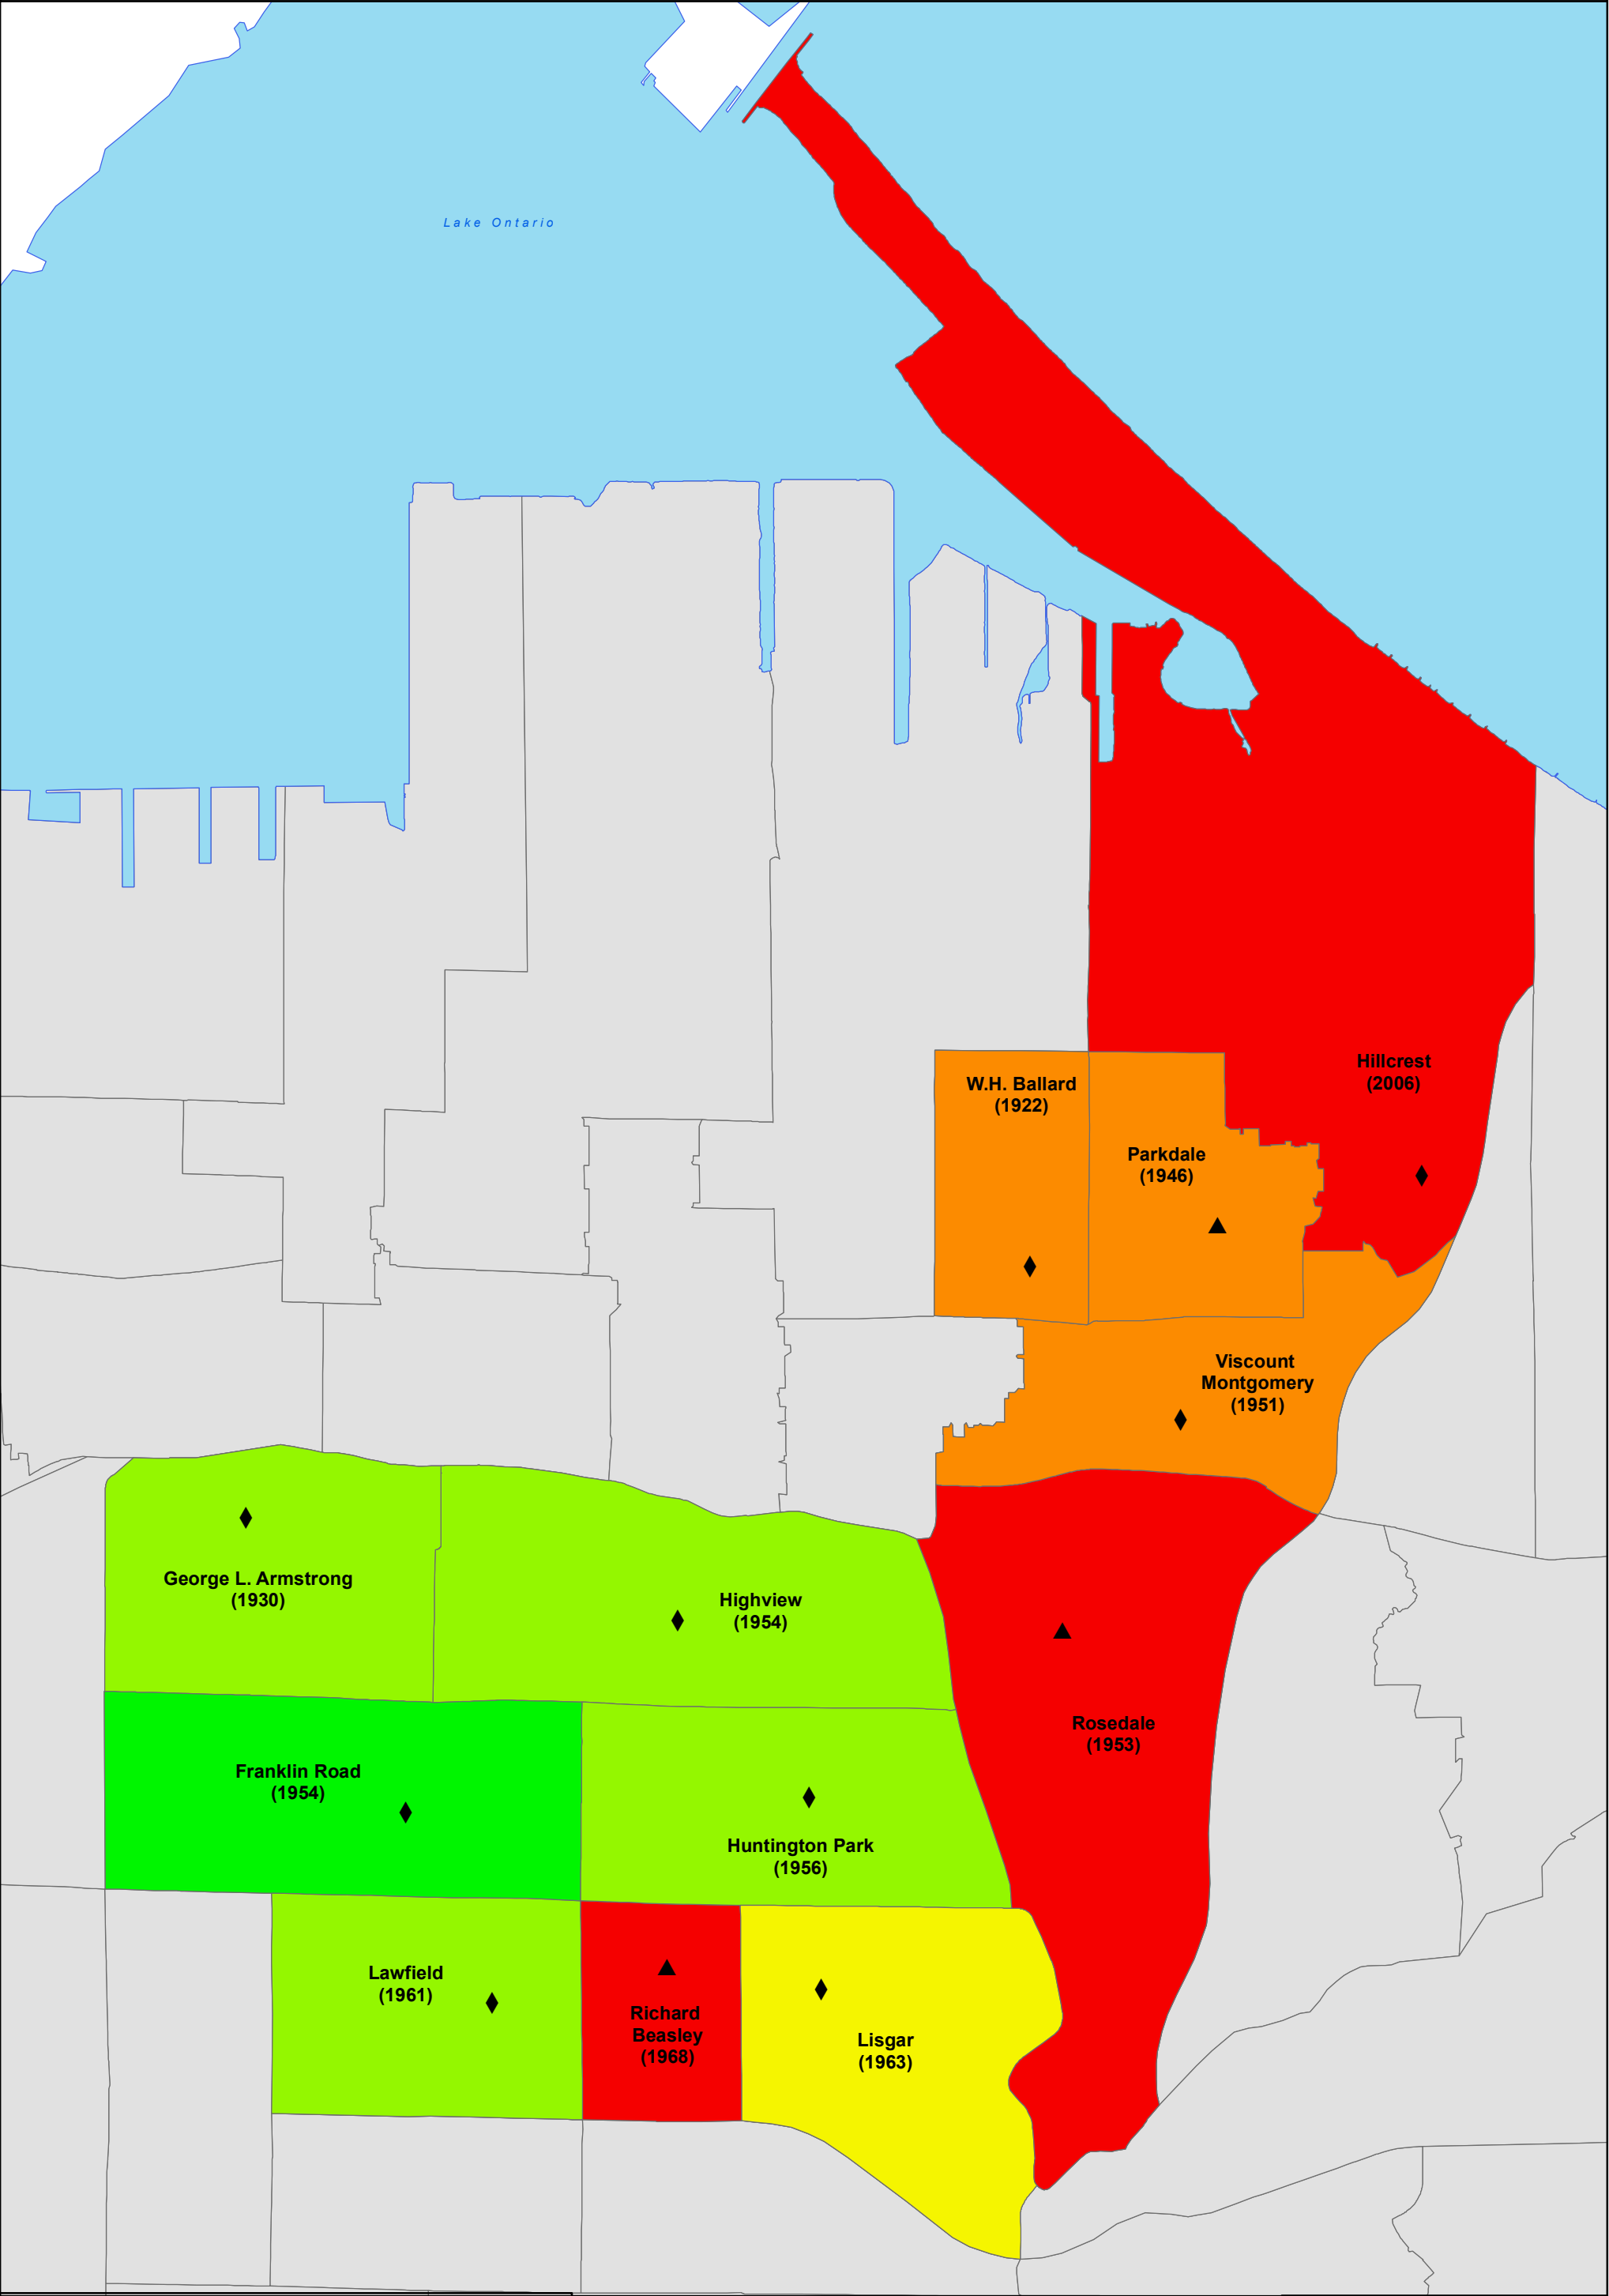 Lake Ontario
Hillcrest
(2006)
W.H. Ballard
(1922)
Parkdale
(1946)
Viscount
Montgomery
(1951)
George L. Armstrong
(1930)
Highview
(1954)
Rosedale
(1953)
Franklin Road
(1954)
Huntington Park
(1956)
Lawfield
(1961)
Richard
Beasley
(1968)
Lisgar
(1963)